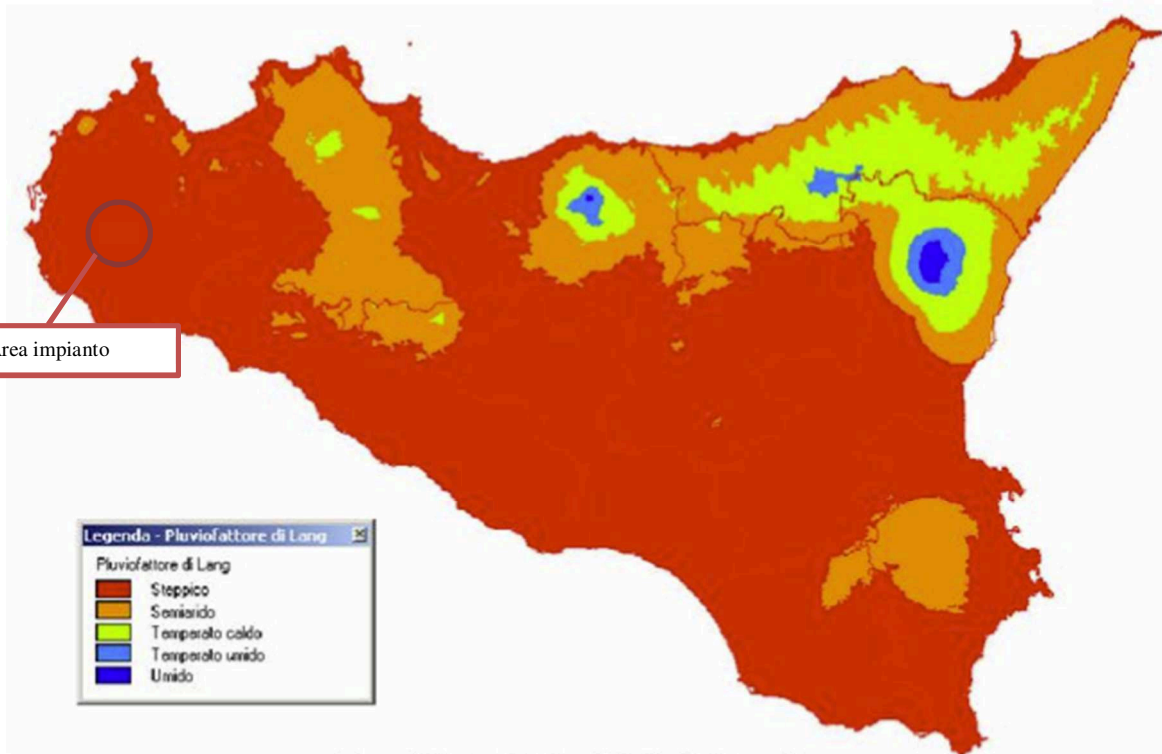 area impianto
Legenda - Pluviofattore di Lang
Pluviofattore di Lang
Steppico
Semiarido
Temperato caldo
Temperato umido
Umido